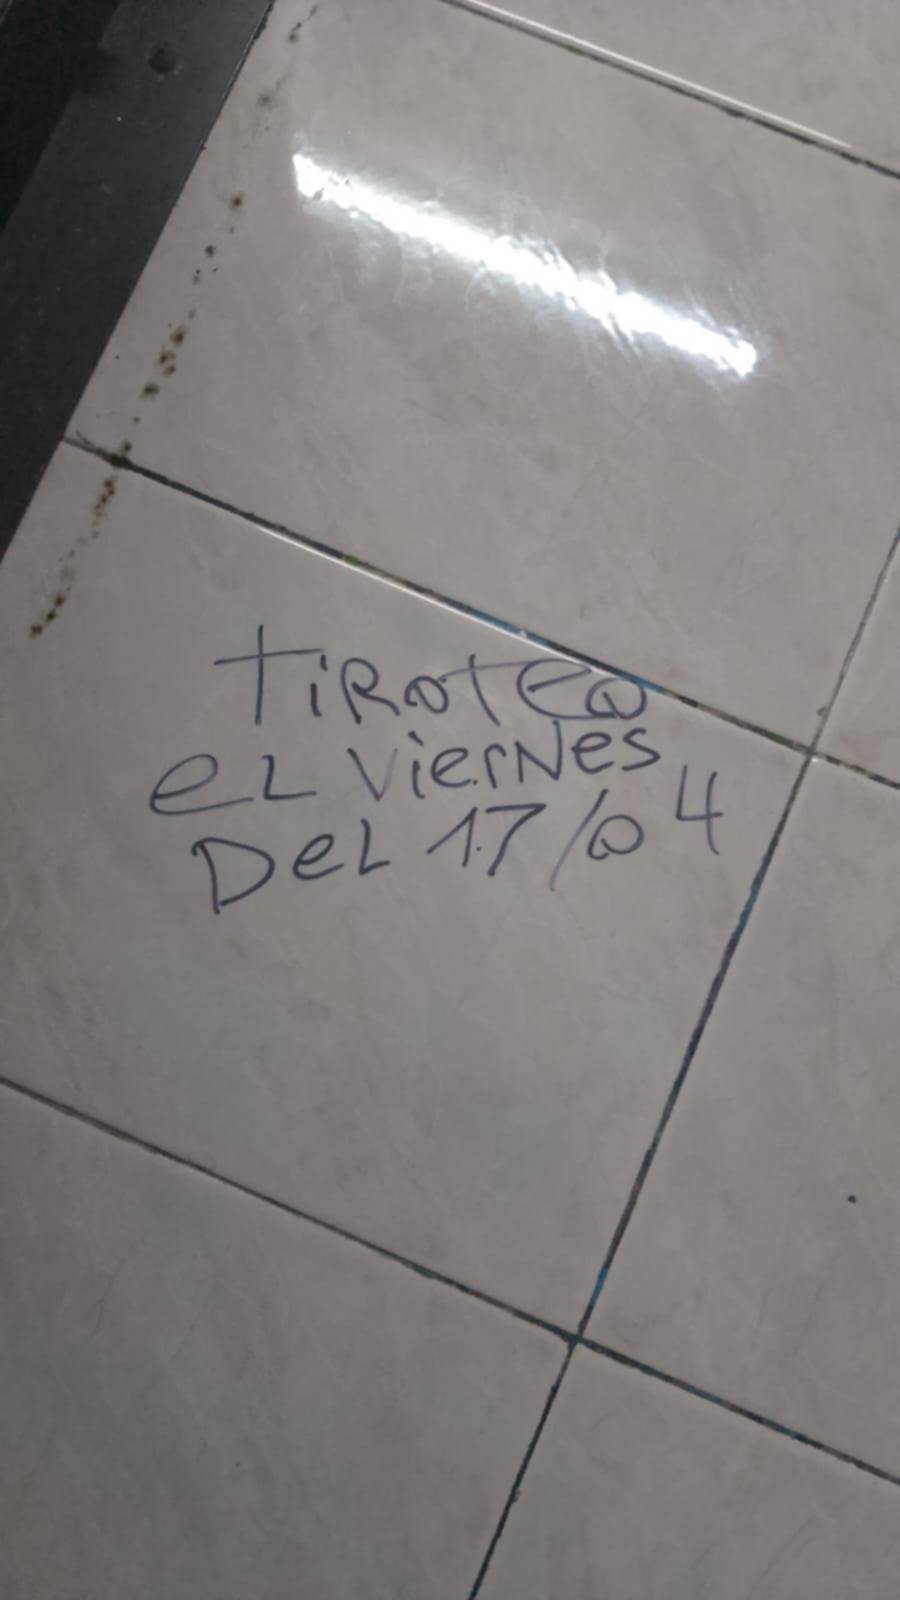 TiROTEO
eL VierNes
DeL 17/04